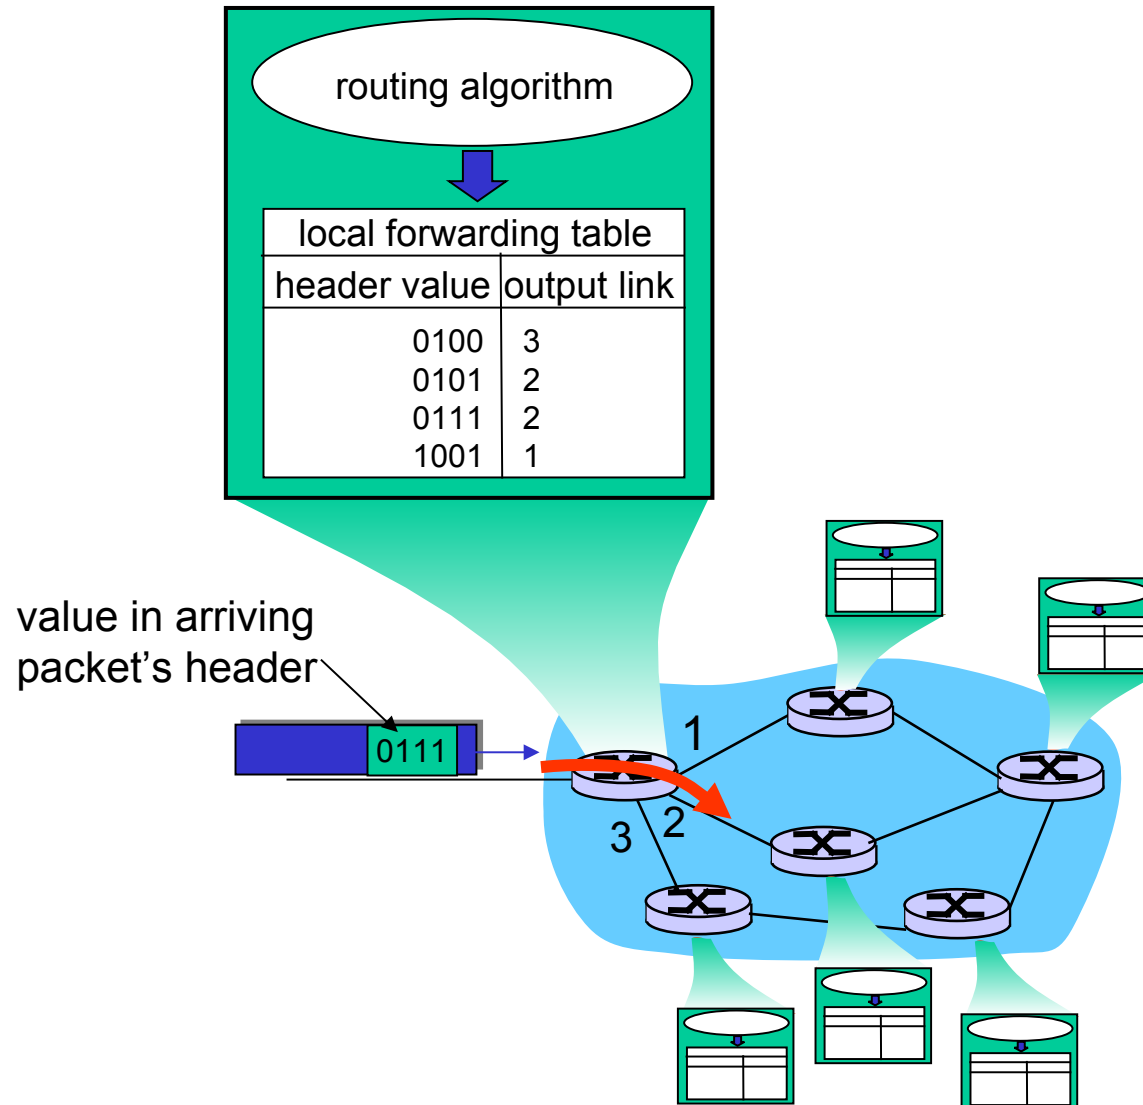 routing algorithm
local forwarding table
header value output link
0100 3
0101 2
0111 2
1001 1
value in arriving
packet's header
0111
1
2
3